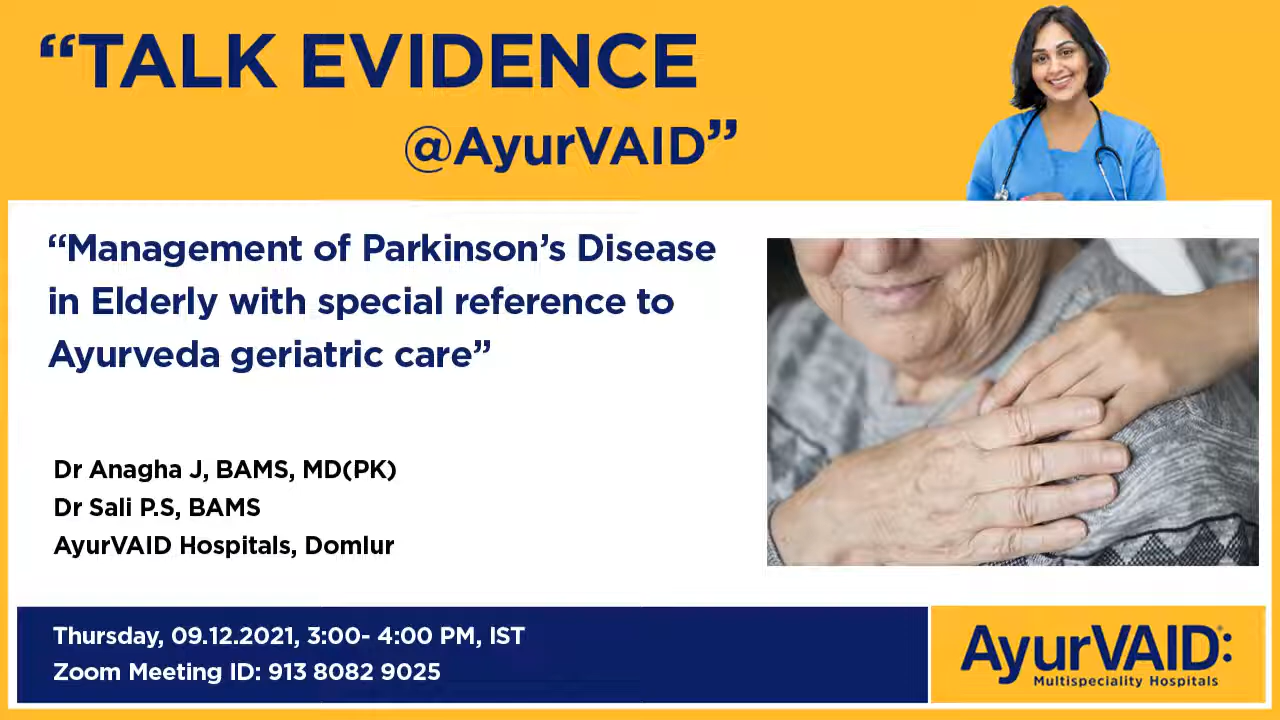 “TALK EVIDENCE
@AyurVAID”
“Management of Parkinson’s Disease
in Elderly with special reference to
Ayurveda geriatric care”
Dr Anagha J, BAMS, MD(PK)
Dr Sali P.S, BAMS
AyurVAID Hospitals, Domlur
Thursday, 09.12.2021, 3:00- 4:00 PM, IST
Zoom Meeting ID: 913 8082 9025
AyurVAID:
Multispeciality Hospitals